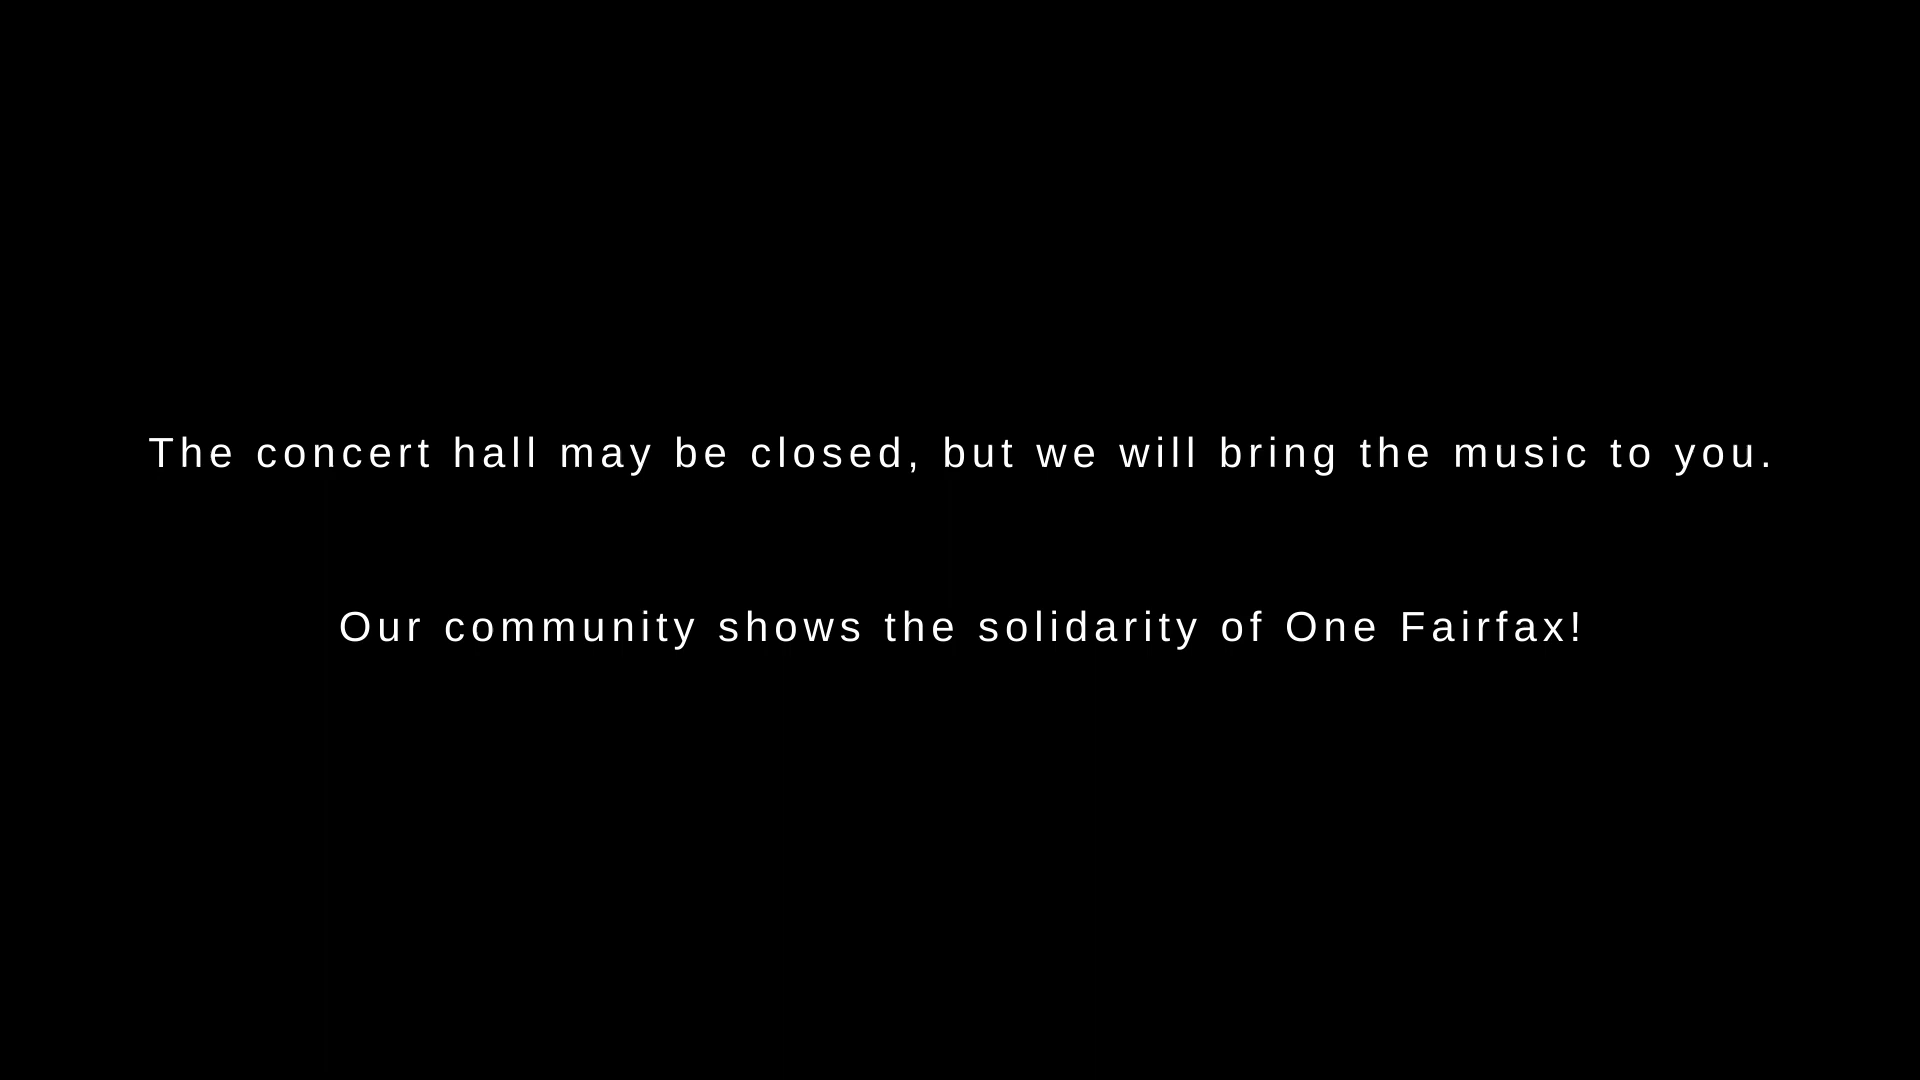 The concert hall may be closed, but we will bring the music to you.
Our community shows the solidarity of One Fairfax!